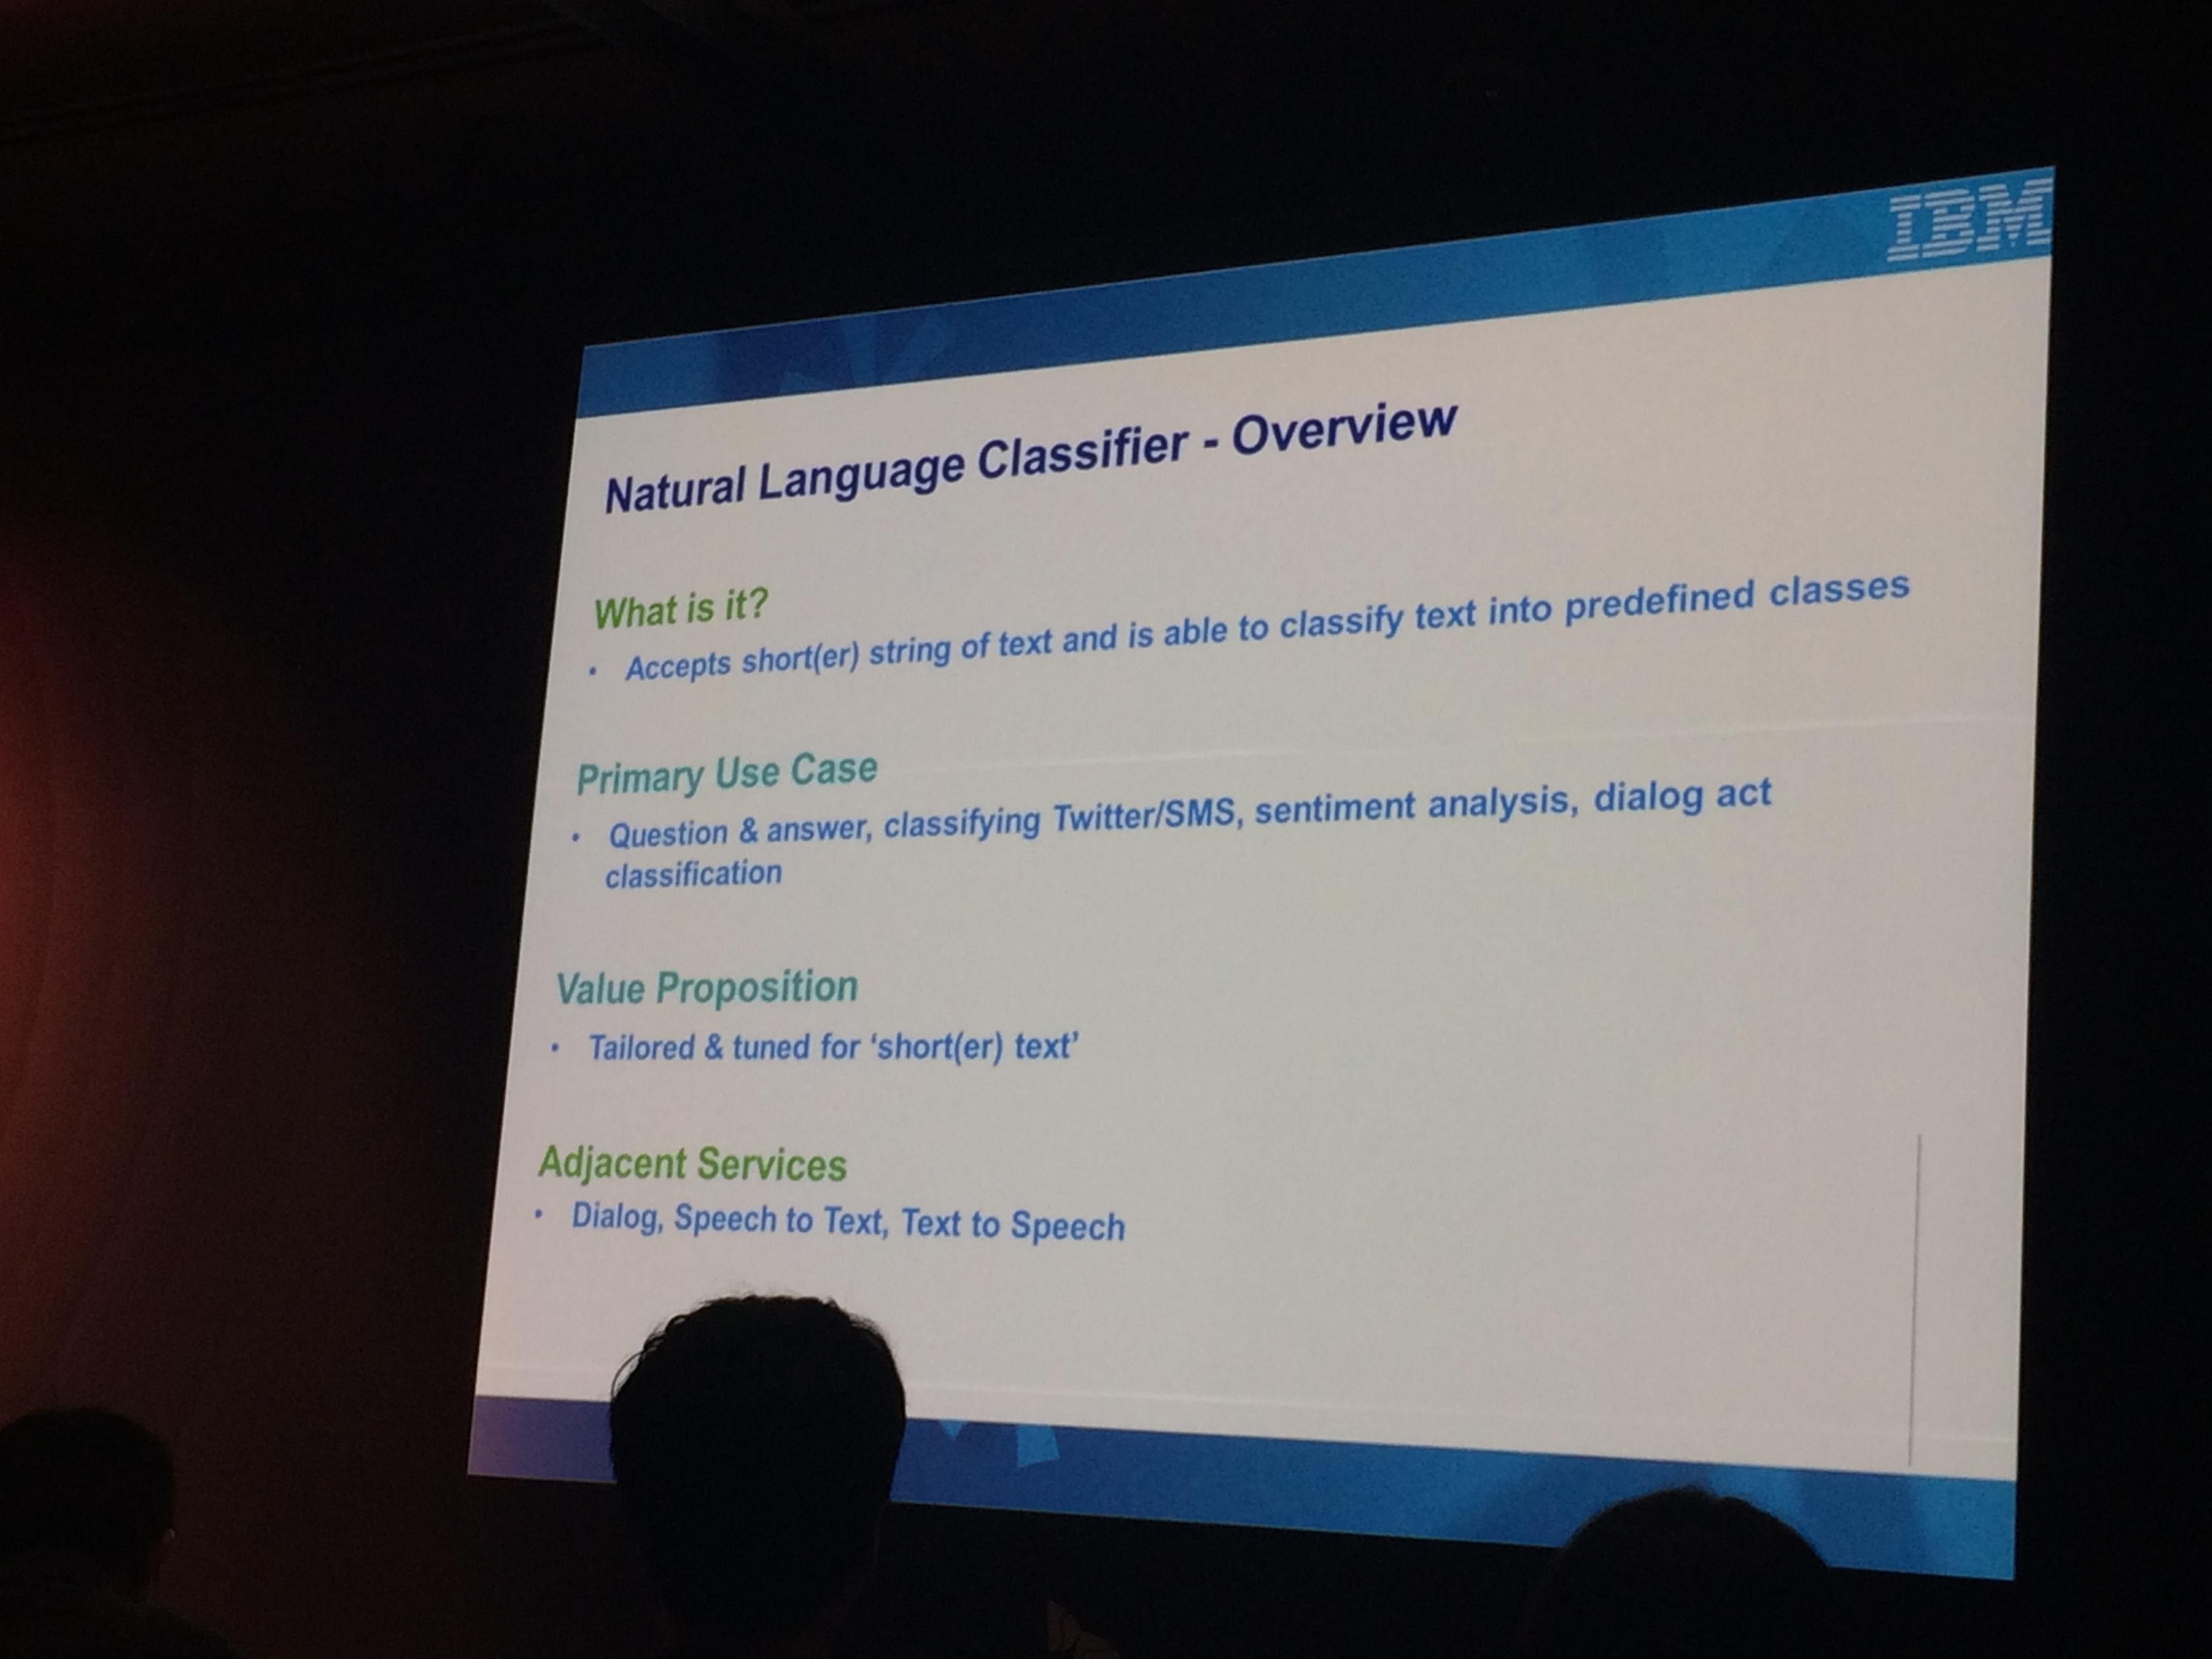 IBM
Natural Language Classifier - Overview
What is it?
• Accepts short(er) string of text and is able to classify text into predefined classes
Primary Use Case
• Question & answer, classifying Twitter/SMS, sentiment analysis, dialog act
classification
Value Proposition
• Tailored & tuned for ‘short(er) text’
Adjacent Services
• Dialog, Speech to Text, Text to Speech